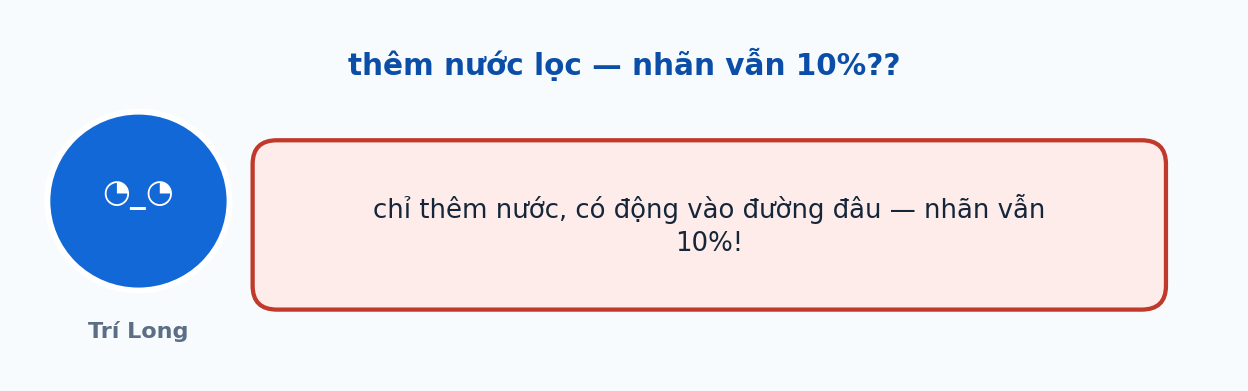 thêm nước lọc — nhãn vẫn 10%??
◔_◔
chỉ thêm nước, có động vào đường đâu — nhãn vẫn
10%!
Trí Long